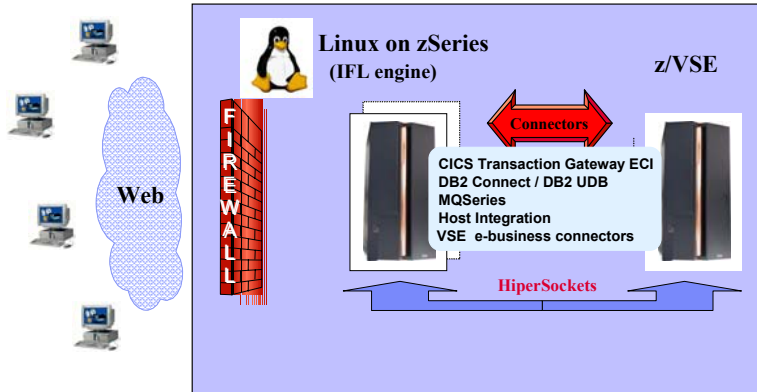 Linux on zSeries
(IFL engine)
z/VSE
Web
FIREWALL
Connectors
CICS Transaction Gateway ECI
DB2 Connect / DB2 UDB
MQSeries
Host Integration
VSE e-business connectors
HiperSockets